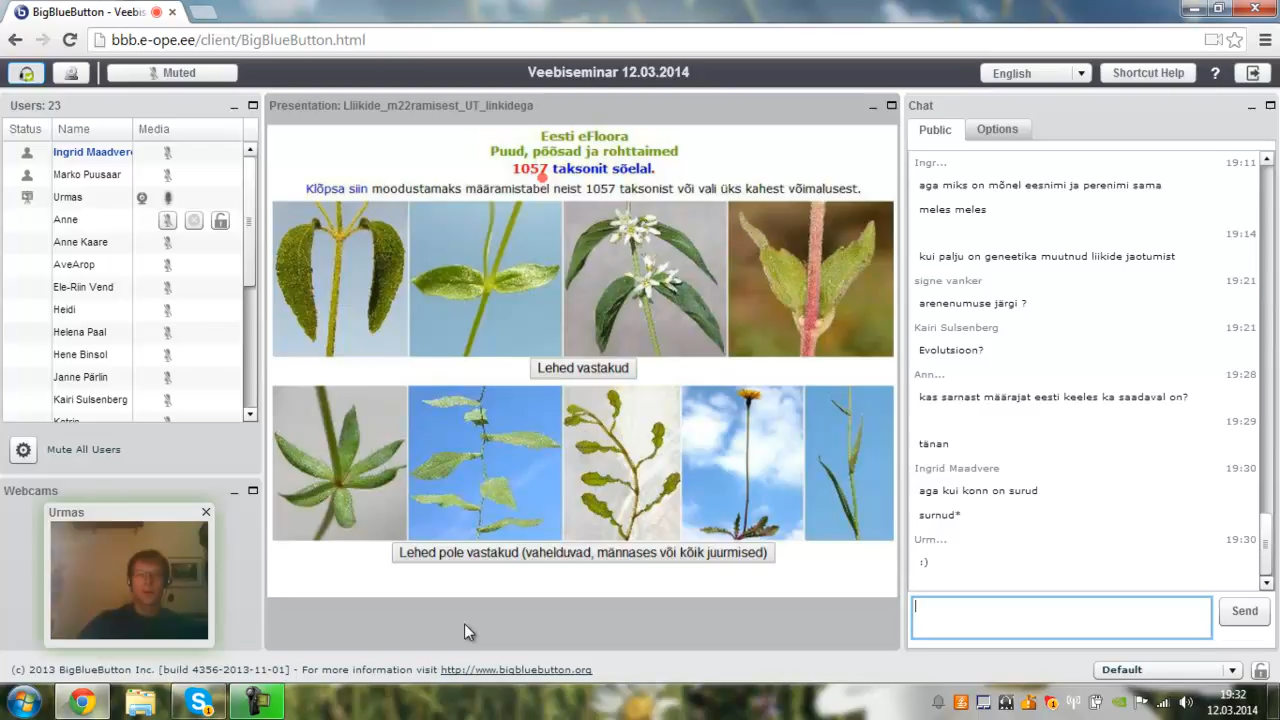 BigBlueButton - Veebis
bbb.e-ope.ee/client/BigBlueButton.html
Muted
Veebiseminar 12.03.2014
English
Shortcut Help
?
Users: 23
Status Name Media
Ingrid Maadvere
Marko Puusaar
Urmas
Anne
Anne Kaare
AveArop
Ele-Riin Vend
Heidi
Helena Paal
Hene Binsol
Janne Pärlin
Kairi Sulsenberg
Mute All Users
Webcams
Urmas
Presentation: Lliikide_m22ramisest_UT_linkidega
Eesti eFloora
Puud, põõsad ja rohttaimed
1057 taksonit sõelal.
Klõpsa siin moodustamaks määramistabel neist 1057 taksonist või vali üks kahest võimalusest.
Lehed vastakud
Lehed pole vastakud (vahelduvad, männases või kõik juurmised)
Chat
Public Options
Ingr... 19:11
aga miks on mõnel eesnimi ja perenimi sama
meles meles
19:14
kui palju on geneetika muutnud liikide jaotumist
signe vanker 19:21
arenenumuse järgi ?
Kairi Sulsenberg 19:21
Evolutsioon?
Ann... 19:28
kas sarnast määrajat eesti keeles ka saadaval on?
19:29
tänan
Ingrid Maadvere 19:30
aga kui konn on surud
surnud*
Urm... 19:30
:)
Send
(c) 2013 BigBlueButton Inc. [build 4356-2013-11-01] - For more information visit http://www.bigbluebutton.org
Default
19:32
12.03.2014